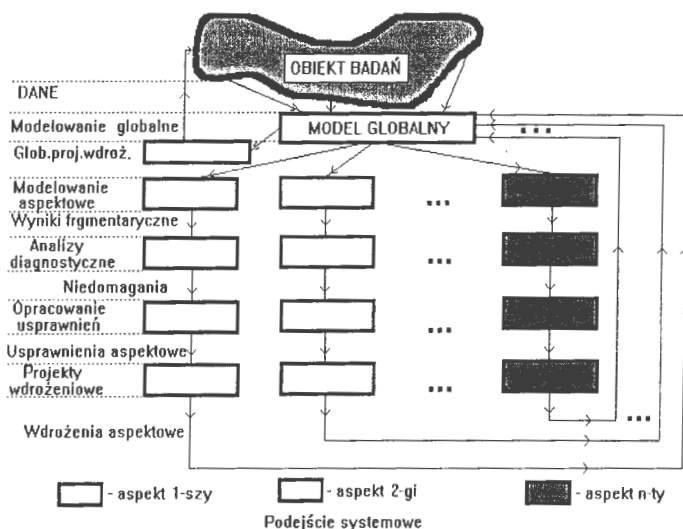 OBIEKT BADAŃ
DANE
Modelowanie globalne
MODEL GLOBALNY
Glob.proj.wdroż.
Modelowanie
aspektowe
Wyniki frgmentaryczne
Analizy
diagnostyczne
Niedomagania
Opracowanie
usprawnień
Usprawnienia aspektowe
Projekty
wdrożeniowe
Wdrożenia aspektowe
- aspekt 1-szy
- aspekt 2-gi
- aspekt n-ty
Podejście systemowe